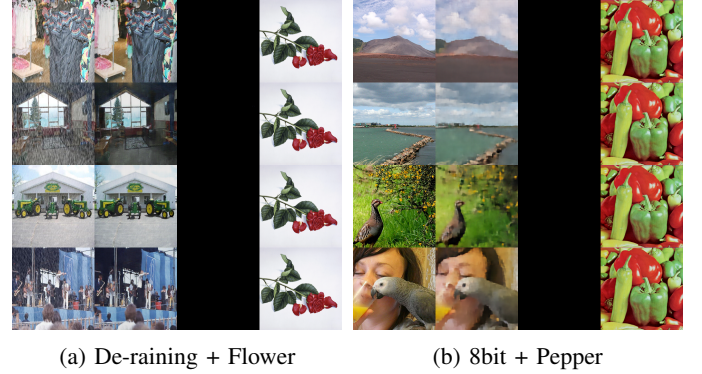 (a) De-raining + Flower
(b) 8bit + Pepper